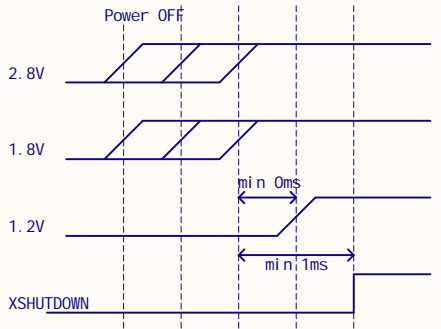 Power OFF
2.8V
1.8V
min 0ms
1.2V
min 1ms
XSHUTDOWN